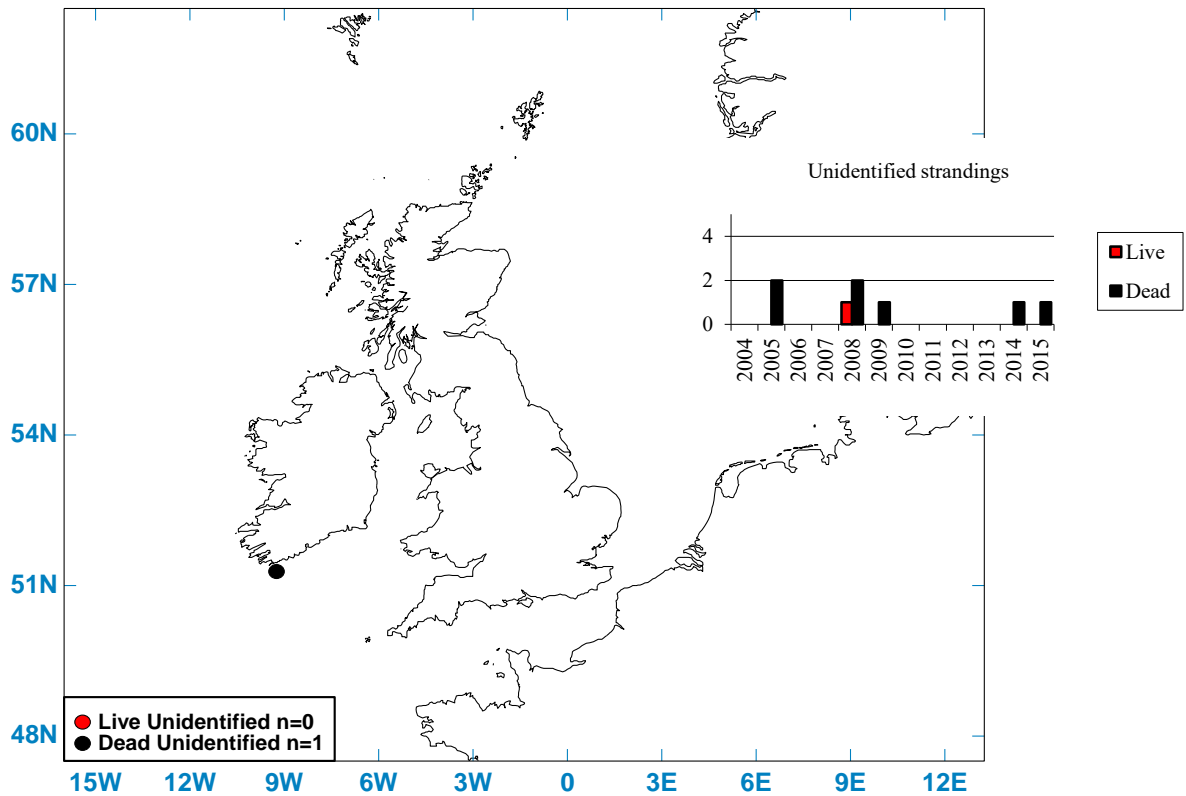 60N
57N
54N
51N
48N
15W 12W 9W 6W 3W 0 3E 6E 9E 12E
Unidentified strandings
4
2
0
2004 2005 2006 2007 2008 2009 2010 2011 2012 2013 2014 2015
Live
Dead
Live Unidentified n=0
Dead Unidentified n=1